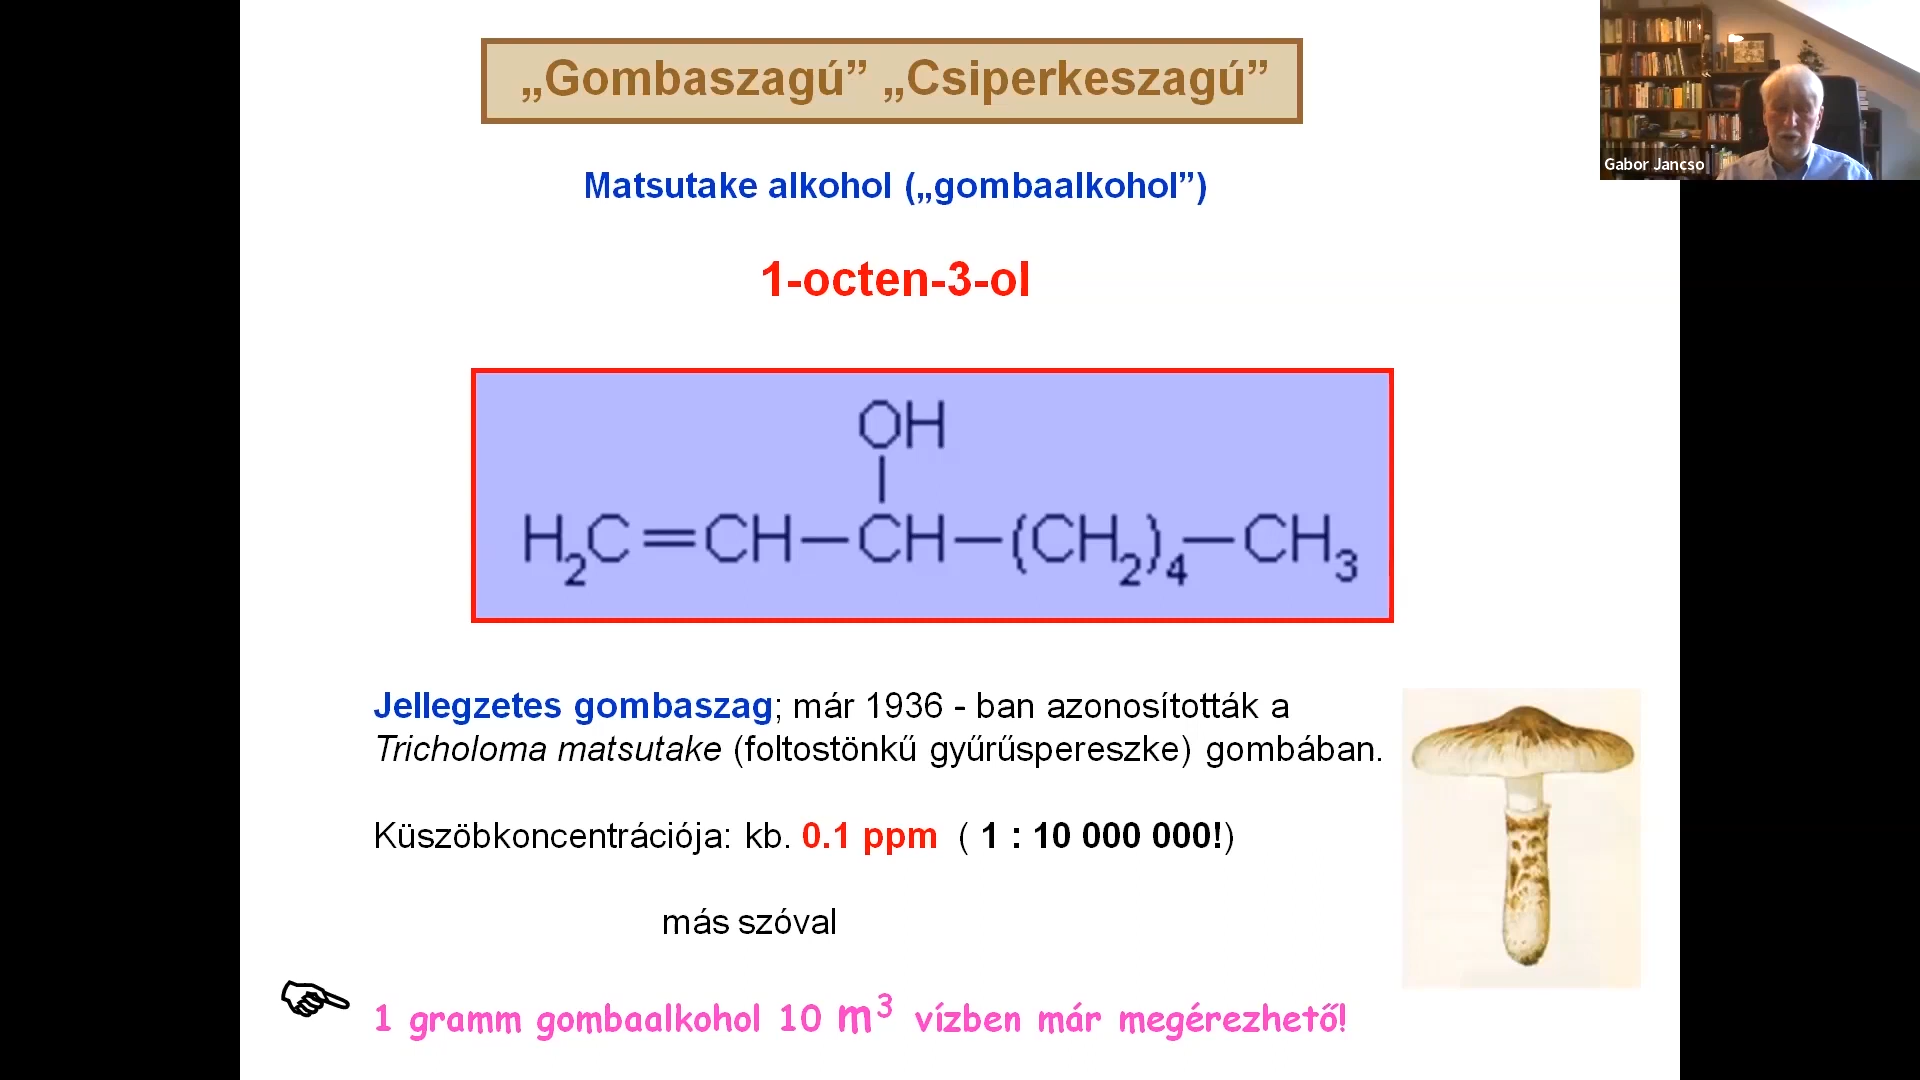 „Gombaszagú” „Csiperkeszagú”
Gabor Jancso
Matsutake alkohol („gombaalkohol”)
1-octen-3-ol
OH
H₂C=CH–CH–(CH₂)₄–CH₃
Jellegzetes gombaszag; már 1936 - ban azonosították a
Tricholoma matsutake (foltostönkű gyűrűspereszke) gombában.
Küszöbkoncentrációja: kb. 0.1 ppm ( 1 : 10 000 000!)
más szóval
1 gramm gombaalkohol 10 m³ vízben már megérezhető!